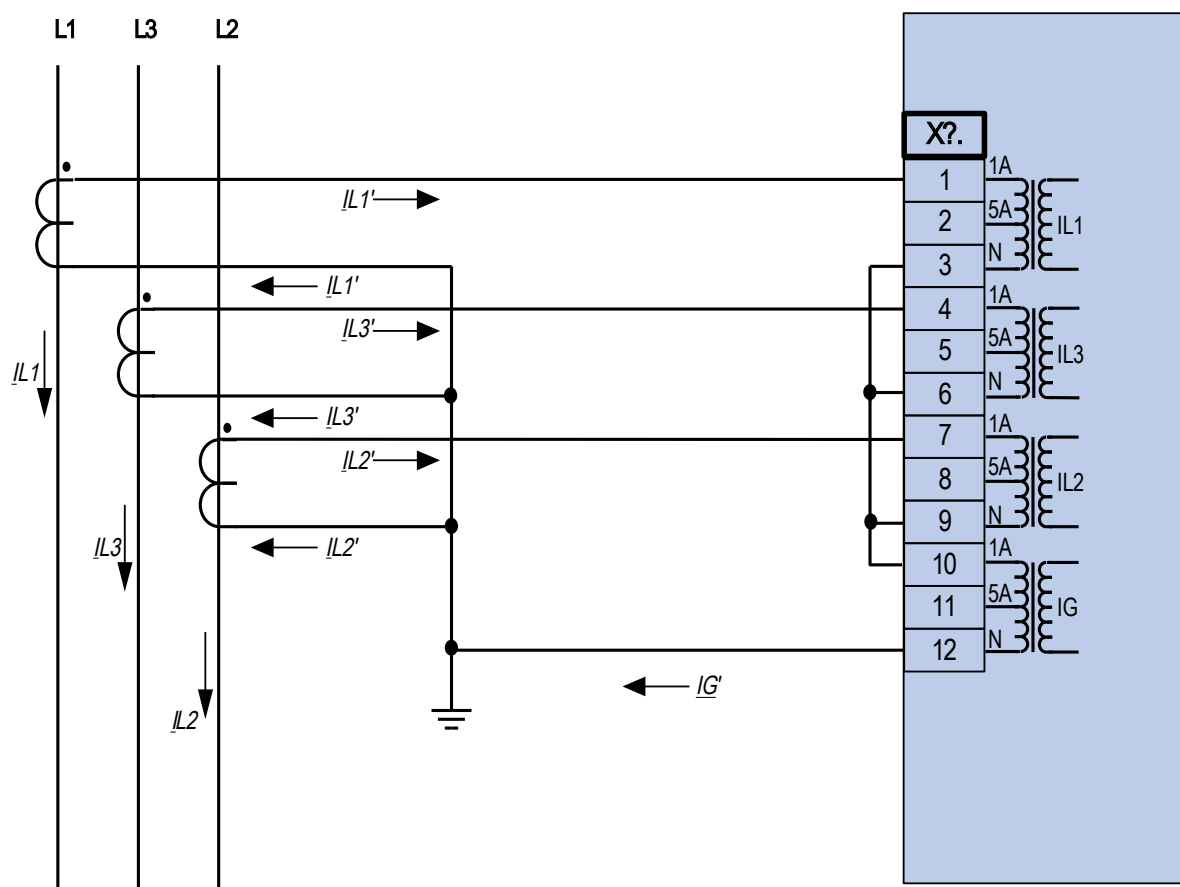 L1 L3 L2
X?.
1 1A
IL1'
2 5A IL1
3 N
IL1'
4 1A
IL3'
5 5A IL3
IL1
6 N
IL3'
7 1A
IL2'
8 5A IL2
9 N
IL3 IL2'
10 1A
11 5A IG
12 N
IG'
IL2